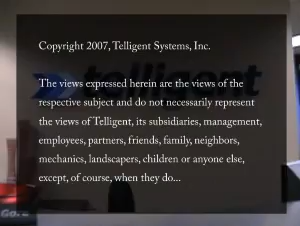 Copyright 2007, Telligent Systems, Inc.
telligent
The views expressed herein are the views of the
respective subject and do not necessarily represent
the views of Telligent, its subsidiaries, management,
employees, partners, friends, family, neighbors,
mechanics, landscapers, children or anyone else,
except, of course, when they do...